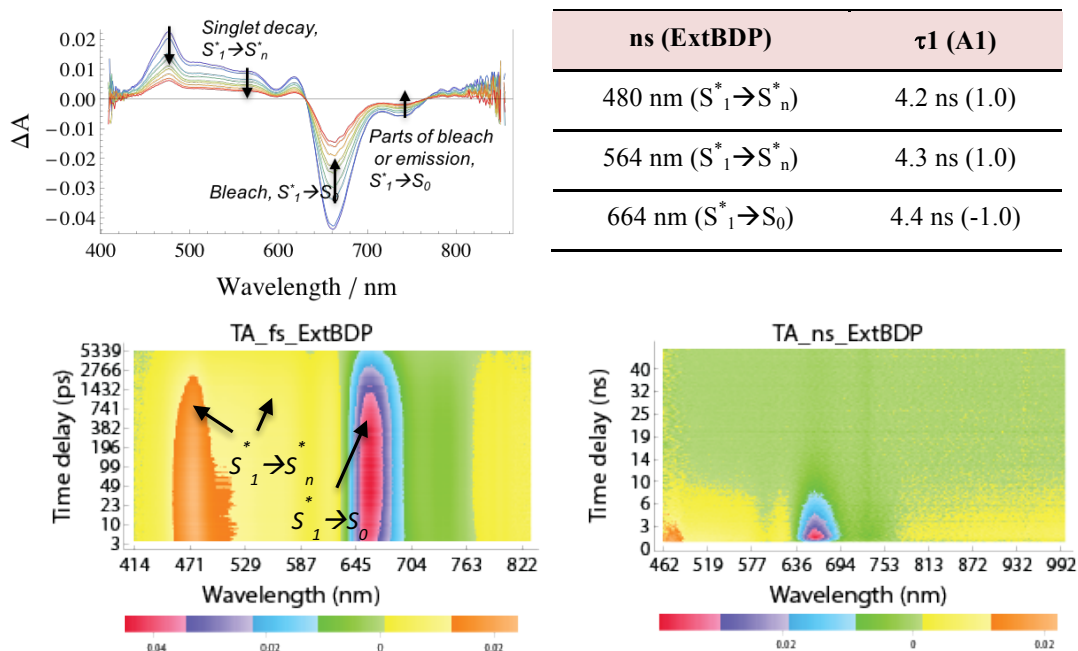 Singlet decay,
S*1→S*n
0.02
0.01
0.00
−0.01
−0.02
−0.03
−0.04
ΔA
Parts of bleach
or emission,
S*1→S0
Bleach, S*1→S0
400 500 600 700 800
Wavelength / nm
ns (ExtBDP) τ1 (A1)
480 nm (S*1→S*n) 4.2 ns (1.0)
564 nm (S*1→S*n) 4.3 ns (1.0)
664 nm (S*1→S0) 4.4 ns (-1.0)
TA_fs_ExtBDP
Time delay (ps)
5339
2766
1432
741
382
196
99
49
23
10
3
S*1→S*n
S*1→S0
414 471 529 587 645 704 763 822
Wavelength (nm)
0.04 0.02 0 0.02
TA_ns_ExtBDP
Time delay (ns)
40
32
25
19
14
10
6
3
0
462 519 577 636 694 753 813 872 932 992
Wavelength (nm)
0.02 0 0.02